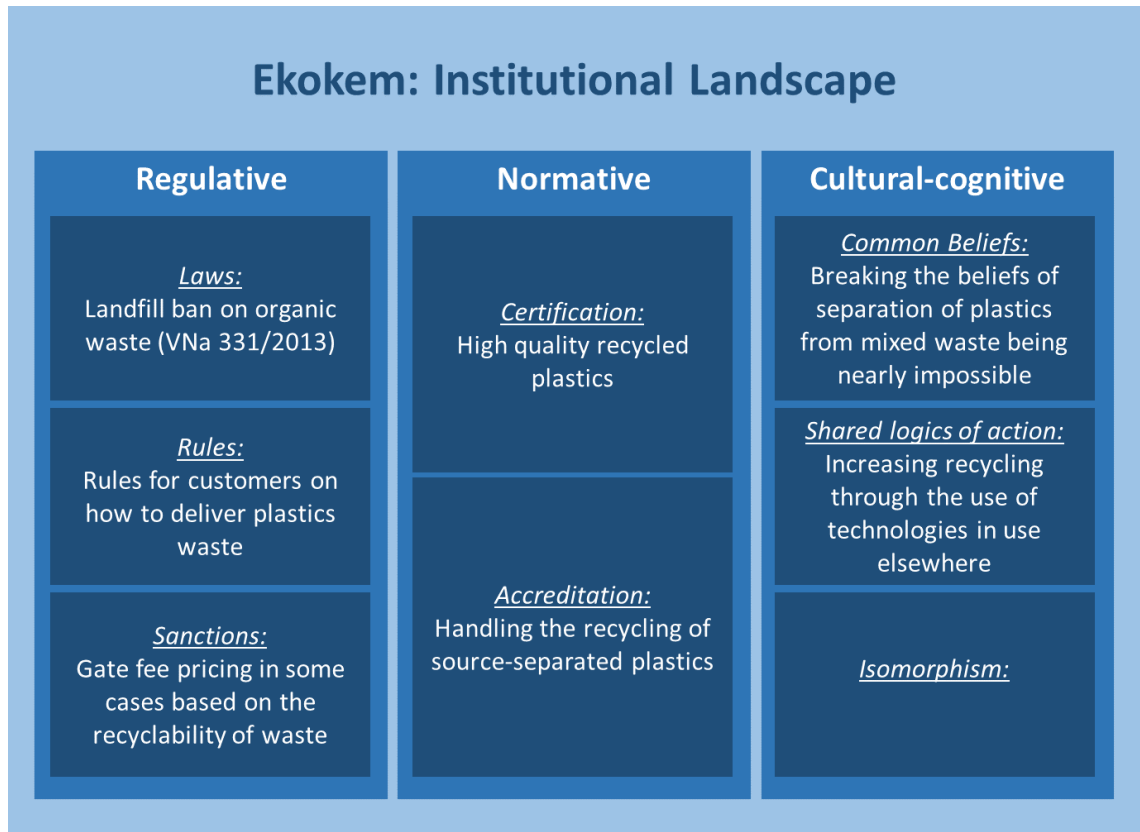 Ekokem: Institutional Landscape
Regulative
Laws:
Landfill ban on organic
waste (VNa 331/2013)
Rules:
Rules for customers on
how to deliver plastics
waste
Sanctions:
Gate fee pricing in some
cases based on the
recyclability of waste
Normative
Certification:
High quality recycled
plastics
Accreditation:
Handling the recycling of
source-separated plastics
Cultural-cognitive
Common Beliefs:
Breaking the beliefs of
separation of plastics
from mixed waste being
nearly impossible
Shared logics of action:
Increasing recycling
through the use of
technologies in use
elsewhere
Isomorphism: